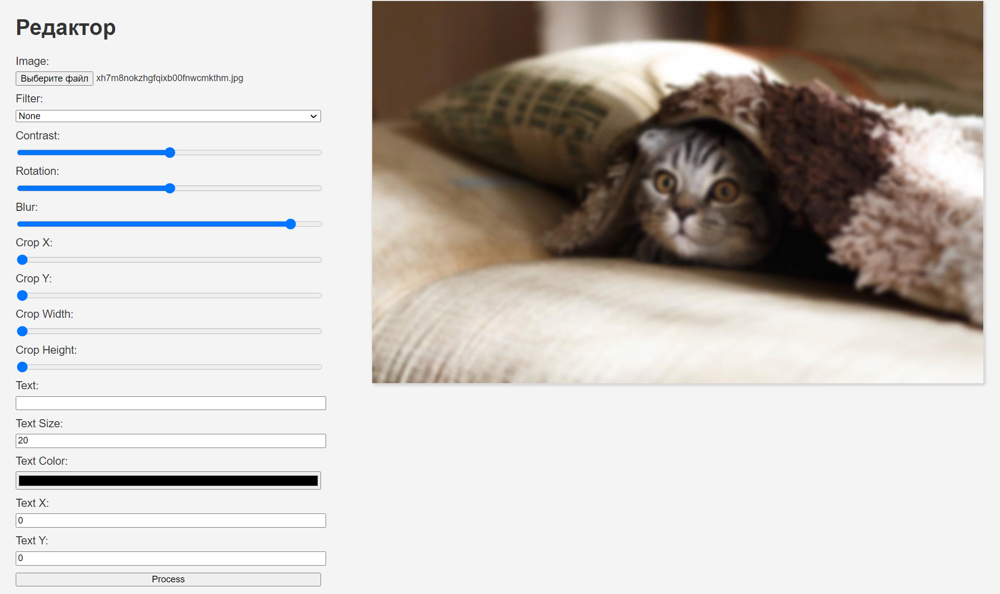 Редактор
Image:
Выберите файл xh7m8nokzhgfqixb00fnwcmkthm.jpg
Filter:
None
Contrast:
Rotation:
Blur:
Crop X:
Crop Y:
Crop Width:
Crop Height:
Text:
Text Size:
20
Text Color:
Text X:
0
Text Y:
0
Process